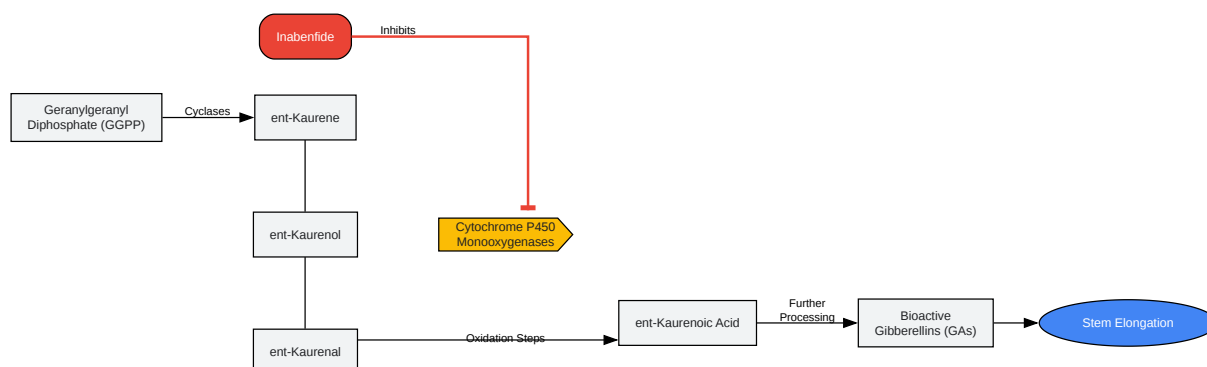 Inabenfide
Inhibits
Geranylgeranyl
Diphosphate (GGPP)
Cyclases
ent-Kaurene
ent-Kaurenol
Cytochrome P450
Monooxygenases
ent-Kaurenal
Oxidation Steps
ent-Kaurenoic Acid
Further
Processing
Bioactive
Gibberellins (GAs)
Stem Elongation